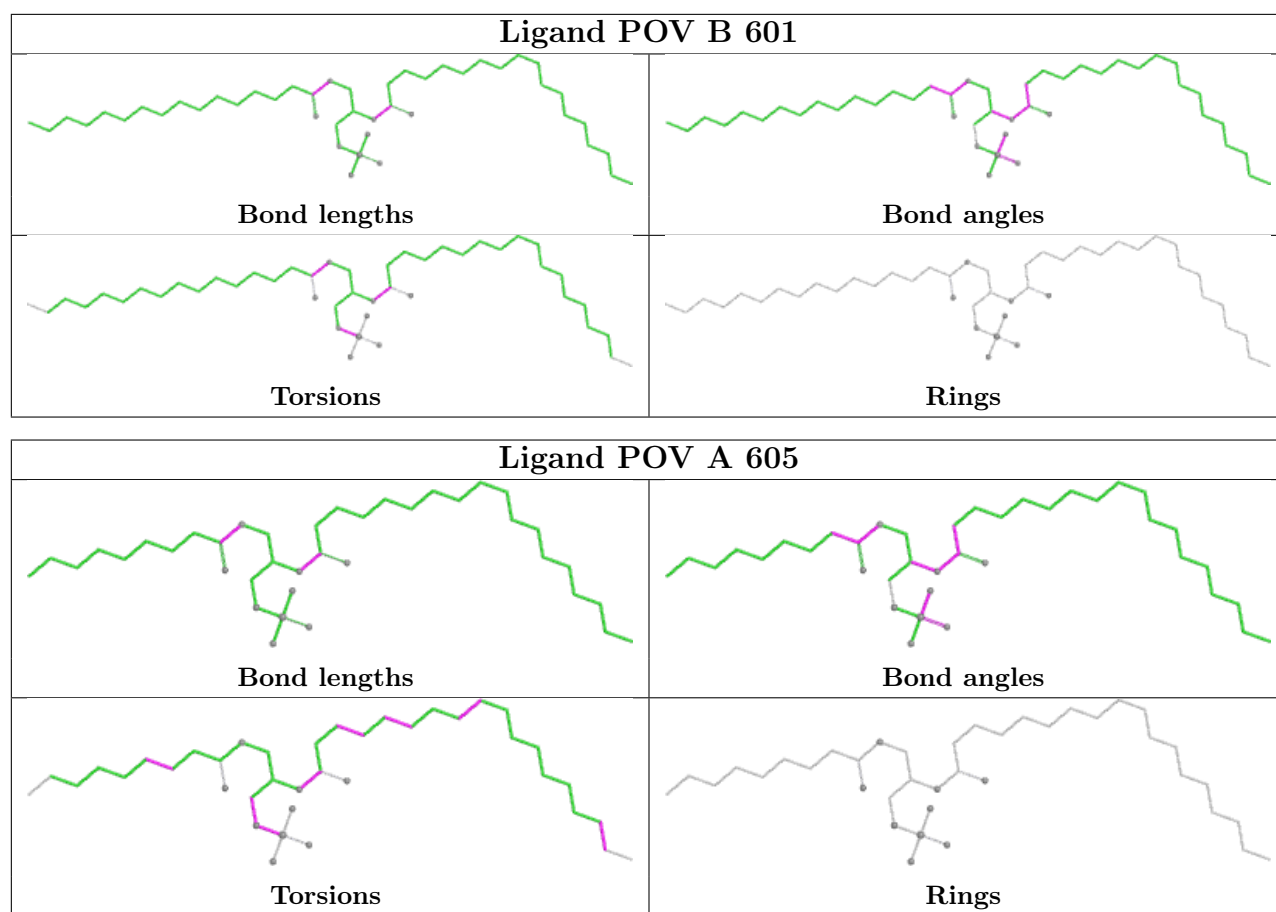 Ligand POV B 601
Bond lengths
Bond angles
Torsions
Rings
Ligand POV A 605
Bond lengths
Bond angles
Torsions
Rings